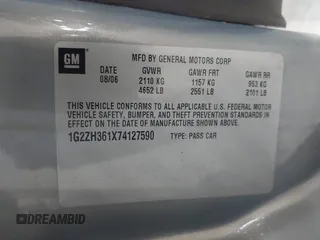 GM
MFD BY GENERAL MOTORS CORP
DATE GVWR GAWR FRT GAWR RR
08/06 2110 KG 1157 KG 953 KG
4652 LB 2551 LB 2101 LB
THIS VEHICLE CONFORMS TO ALL APPLICABLE U.S. FEDERAL MOTOR
VEHICLE SAFETY, BUMPER, AND THEFT PREVENTION STANDARDS
IN EFFECT ON THE DATE OF MANUFACTURE SHOWN ABOVE.
1G2ZH361X74127590 TYPE: PASS CAR
DREAMBID